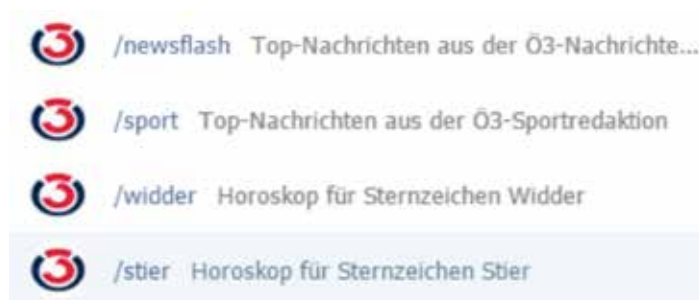 /newsflash Top-Nachrichten aus der Ö3-Nachrichte...
/sport Top-Nachrichten aus der Ö3-Sportredaktion
/widder Horoskop für Sternzeichen Widder
/stier Horoskop für Sternzeichen Stier